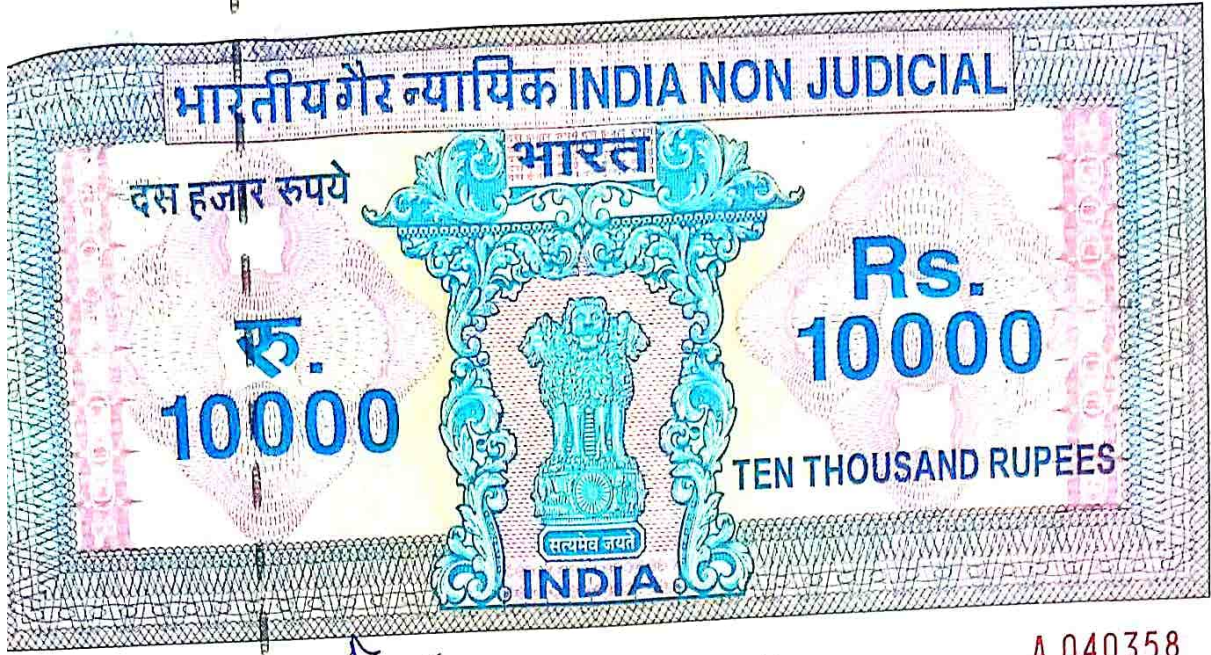 भारतीय गैर न्यायिक INDIA NON JUDICIAL
भारत
दस हजार रुपये
रु.
10000
Rs.
10000
TEN THOUSAND RUPEES
सत्यमेव जयते
INDIA
A 040358